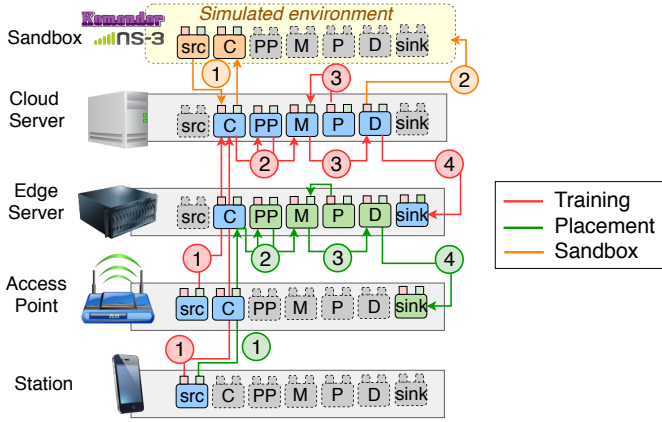 Simulated environment
Komondor
NS-3
Sandbox
src C PP M P D sink
1 3 2
Cloud
Server
src C PP M P D sink
2 3 4
Edge
Server
src C PP M P D sink
1 2 3 4
Access
Point
src C PP M P D sink
1 1
Station
src C PP M P D sink
Training
Placement
Sandbox